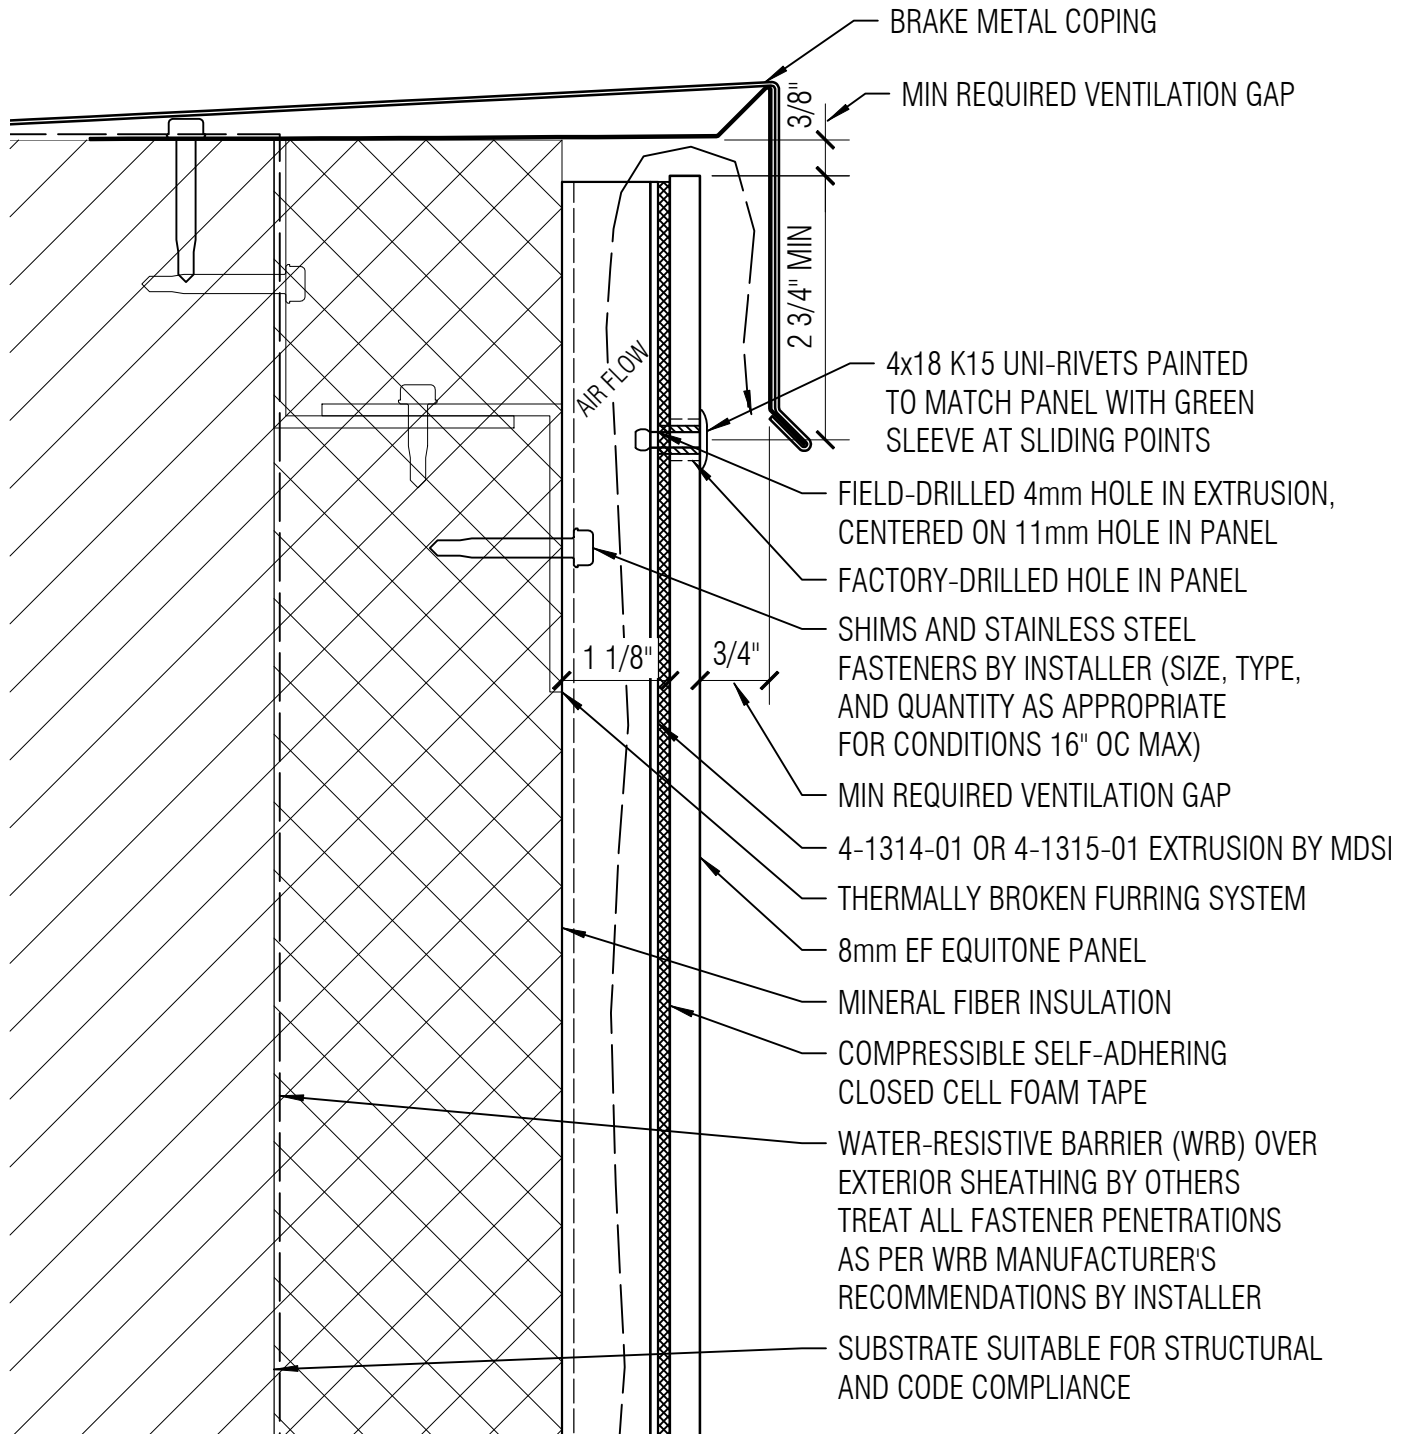 BRAKE METAL COPING
MIN REQUIRED VENTILATION GAP
3/8"
2 3/4" MIN
AIR FLOW
4x18 K15 UNI-RIVETS PAINTED
TO MATCH PANEL WITH GREEN
SLEEVE AT SLIDING POINTS
FIELD-DRILLED 4mm HOLE IN EXTRUSION,
CENTERED ON 11mm HOLE IN PANEL
FACTORY-DRILLED HOLE IN PANEL
SHIMS AND STAINLESS STEEL
FASTENERS BY INSTALLER (SIZE, TYPE,
AND QUANTITY AS APPROPRIATE
FOR CONDITIONS 16" OC MAX)
1 1/8"
3/4"
MIN REQUIRED VENTILATION GAP
4-1314-01 OR 4-1315-01 EXTRUSION BY MDSI
THERMALLY BROKEN FURRING SYSTEM
8mm EF EQUITONE PANEL
MINERAL FIBER INSULATION
COMPRESSIBLE SELF-ADHERING
CLOSED CELL FOAM TAPE
WATER-RESISTIVE BARRIER (WRB) OVER
EXTERIOR SHEATHING BY OTHERS
TREAT ALL FASTENER PENETRATIONS
AS PER WRB MANUFACTURER'S
RECOMMENDATIONS BY INSTALLER
SUBSTRATE SUITABLE FOR STRUCTURAL
AND CODE COMPLIANCE